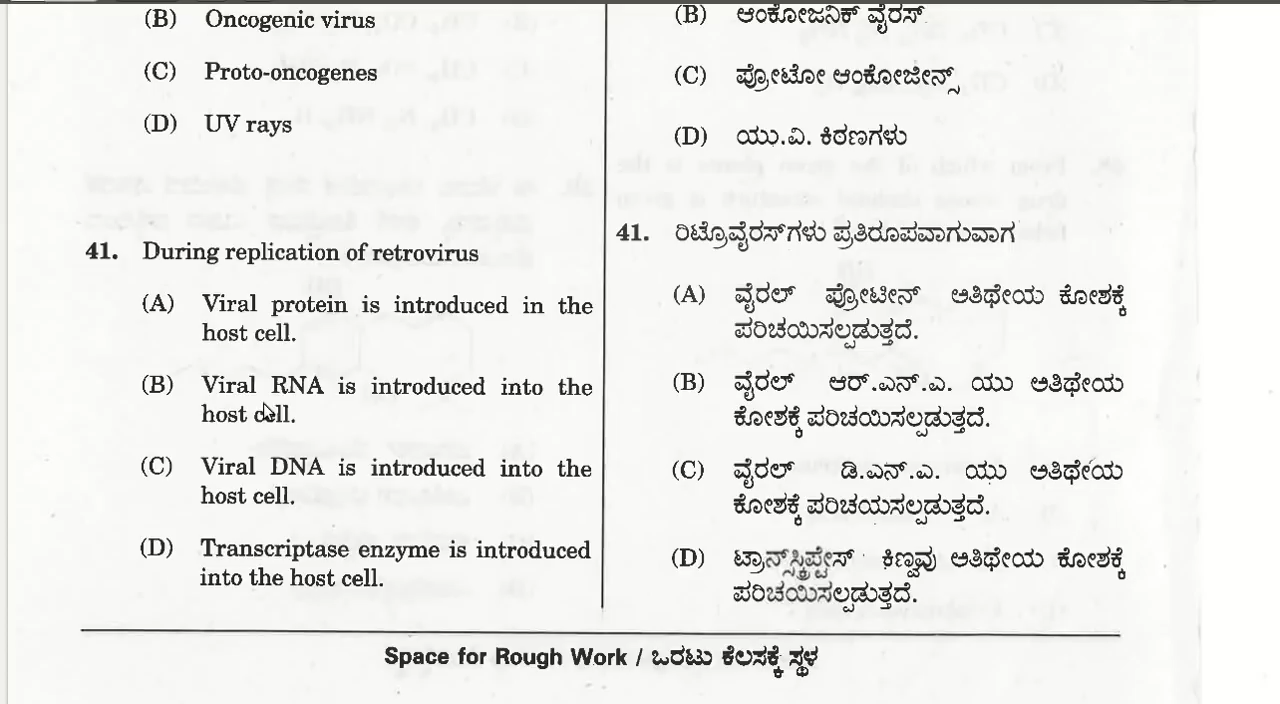 (B) Oncogenic virus
(C) Proto-oncogenes
(D) UV rays
41. During replication of retrovirus
(A) Viral protein is introduced in the
host cell.
(B) Viral RNA is introduced into the
host cell.
(C) Viral DNA is introduced into the
host cell.
(D) Transcriptase enzyme is introduced
into the host cell.
(B) ಆಂಕೋಜನಿಕ್ ವೈರಸ್
(C) ಪ್ರೋಟೋ ಆಂಕೋಜೀನ್ಸ್
(D) ಯು.ವಿ. ಕಿರಣಗಳು
41. ರಿಟ್ರೊವೈರಸ್‌ಗಳು ಪ್ರತಿರೂಪವಾಗುವಾಗ
(A) ವೈರಲ್ ಪ್ರೋಟೀನ್ ಅತಿಥೇಯ ಕೋಶಕ್ಕೆ
ಪರಿಚಯಿಸಲ್ಪಡುತ್ತದೆ.
(B) ವೈರಲ್ ಆರ್.ಎನ್.ಎ. ಯು ಅತಿಥೇಯ
ಕೋಶಕ್ಕೆ ಪರಿಚಯಿಸಲ್ಪಡುತ್ತದೆ.
(C) ವೈರಲ್ ಡಿ.ಎನ್.ಎ. ಯು ಅತಿಥೇಯ
ಕೋಶಕ್ಕೆ ಪರಿಚಯಸಲ್ಪಡುತ್ತದೆ.
(D) ಟ್ರಾನ್ಸ್‌ಸ್ಕ್ರಿಪ್ಟೇಸ್ ಕಿಣ್ವವು ಅತಿಥೇಯ ಕೋಶಕ್ಕೆ
ಪರಿಚಯಿಸಲ್ಪಡುತ್ತದೆ.
Space for Rough Work / ಒರಟು ಕೆಲಸಕ್ಕೆ ಸ್ಥಳ